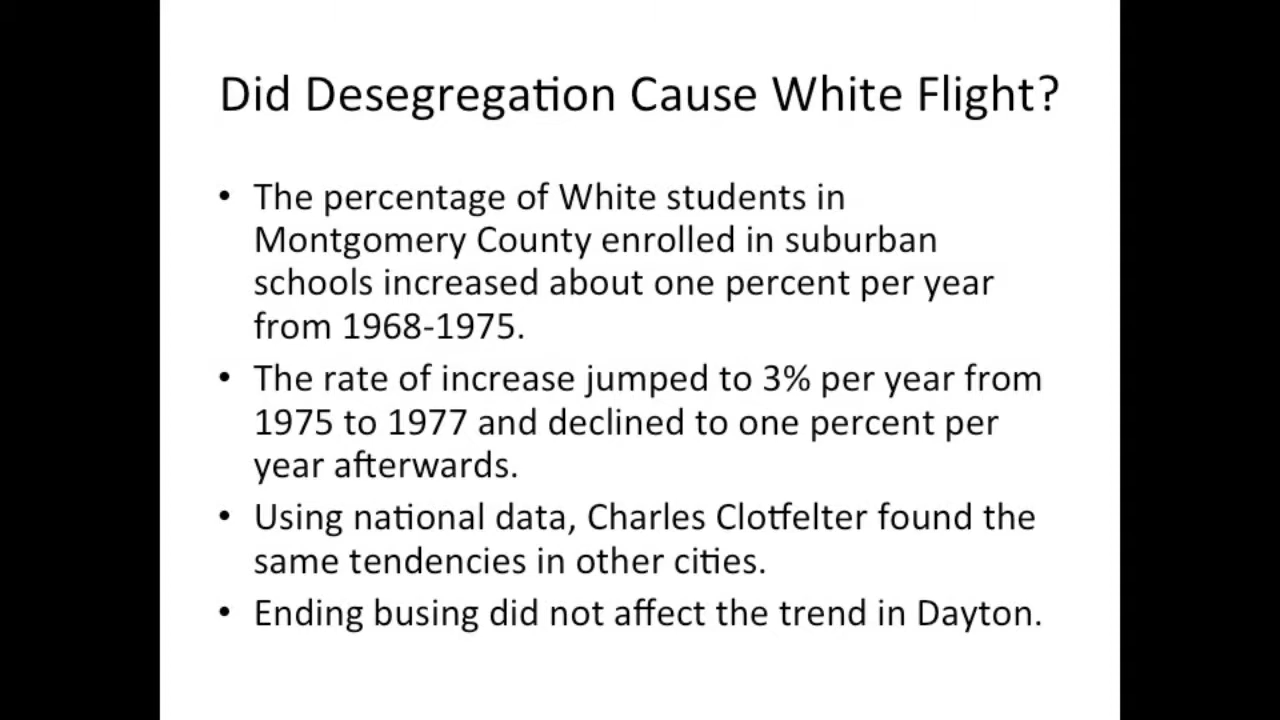 Did Desegregation Cause White Flight?
• The percentage of White students in
Montgomery County enrolled in suburban
schools increased about one percent per year
from 1968-1975.
• The rate of increase jumped to 3% per year from
1975 to 1977 and declined to one percent per
year afterwards.
• Using national data, Charles Clotfelter found the
same tendencies in other cities.
• Ending busing did not affect the trend in Dayton.